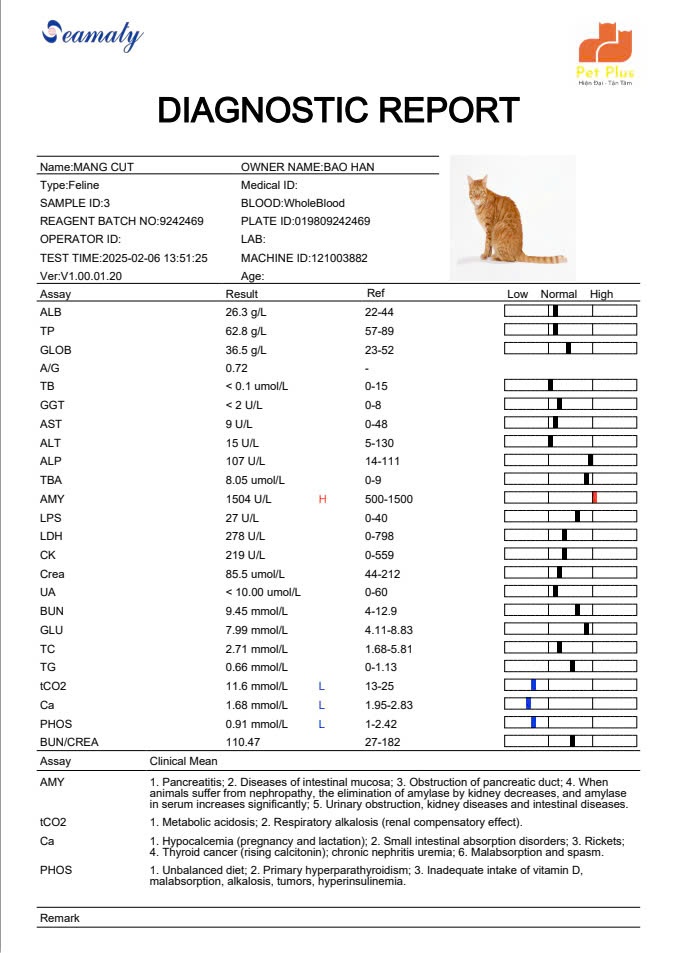 Seamaty
Pet Plus
Hiện Đại - Tận Tâm
DIAGNOSTIC REPORT
Name:MANG CUT OWNER NAME:BAO HAN
Type:Feline Medical ID:
SAMPLE ID:3 BLOOD:WholeBlood
REAGENT BATCH NO:9242469 PLATE ID:019809242469
OPERATOR ID: LAB:
TEST TIME:2025-02-06 13:51:25 MACHINE ID:121003882
Ver:V1.00.01.20 Age:
Assay Result Ref Low Normal High
ALB 26.3 g/L 22-44
TP 62.8 g/L 57-89
GLOB 36.5 g/L 23-52
A/G 0.72 -
TB < 0.1 umol/L 0-15
GGT < 2 U/L 0-8
AST 9 U/L 0-48
ALT 15 U/L 5-130
ALP 107 U/L 14-111
TBA 8.05 umol/L 0-9
AMY 1504 U/L H 500-1500
LPS 27 U/L 0-40
LDH 278 U/L 0-798
CK 219 U/L 0-559
Crea 85.5 umol/L 44-212
UA < 10.00 umol/L 0-60
BUN 9.45 mmol/L 4-12.9
GLU 7.99 mmol/L 4.11-8.83
TC 2.71 mmol/L 1.68-5.81
TG 0.66 mmol/L 0-1.13
tCO2 11.6 mmol/L L 13-25
Ca 1.68 mmol/L L 1.95-2.83
PHOS 0.91 mmol/L L 1-2.42
BUN/CREA 110.47 27-182
Assay Clinical Mean
AMY 1. Pancreatitis; 2. Diseases of intestinal mucosa; 3. Obstruction of pancreatic duct; 4. When
animals suffer from nephropathy, the elimination of amylase by kidney decreases, and amylase
in serum increases significantly; 5. Urinary obstruction, kidney diseases and intestinal diseases.
tCO2 1. Metabolic acidosis; 2. Respiratory alkalosis (renal compensatory effect).
Ca 1. Hypocalcemia (pregnancy and lactation); 2. Small intestinal absorption disorders; 3. Rickets;
4. Thyroid cancer (rising calcitonin); chronic nephritis uremia; 6. Malabsorption and spasm.
PHOS 1. Unbalanced diet; 2. Primary hyperparathyroidism; 3. Inadequate intake of vitamin D,
malabsorption, alkalosis, tumors, hyperinsulinemia.
Remark